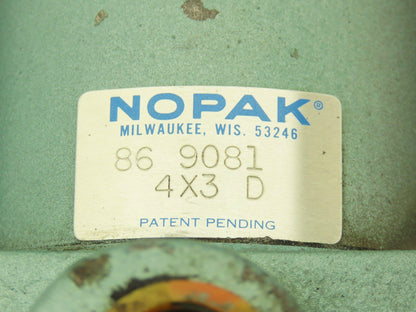 NOPAK®
MILWAUKEE, WIS. 53246
86 9081
4X3 D
PATENT PENDING